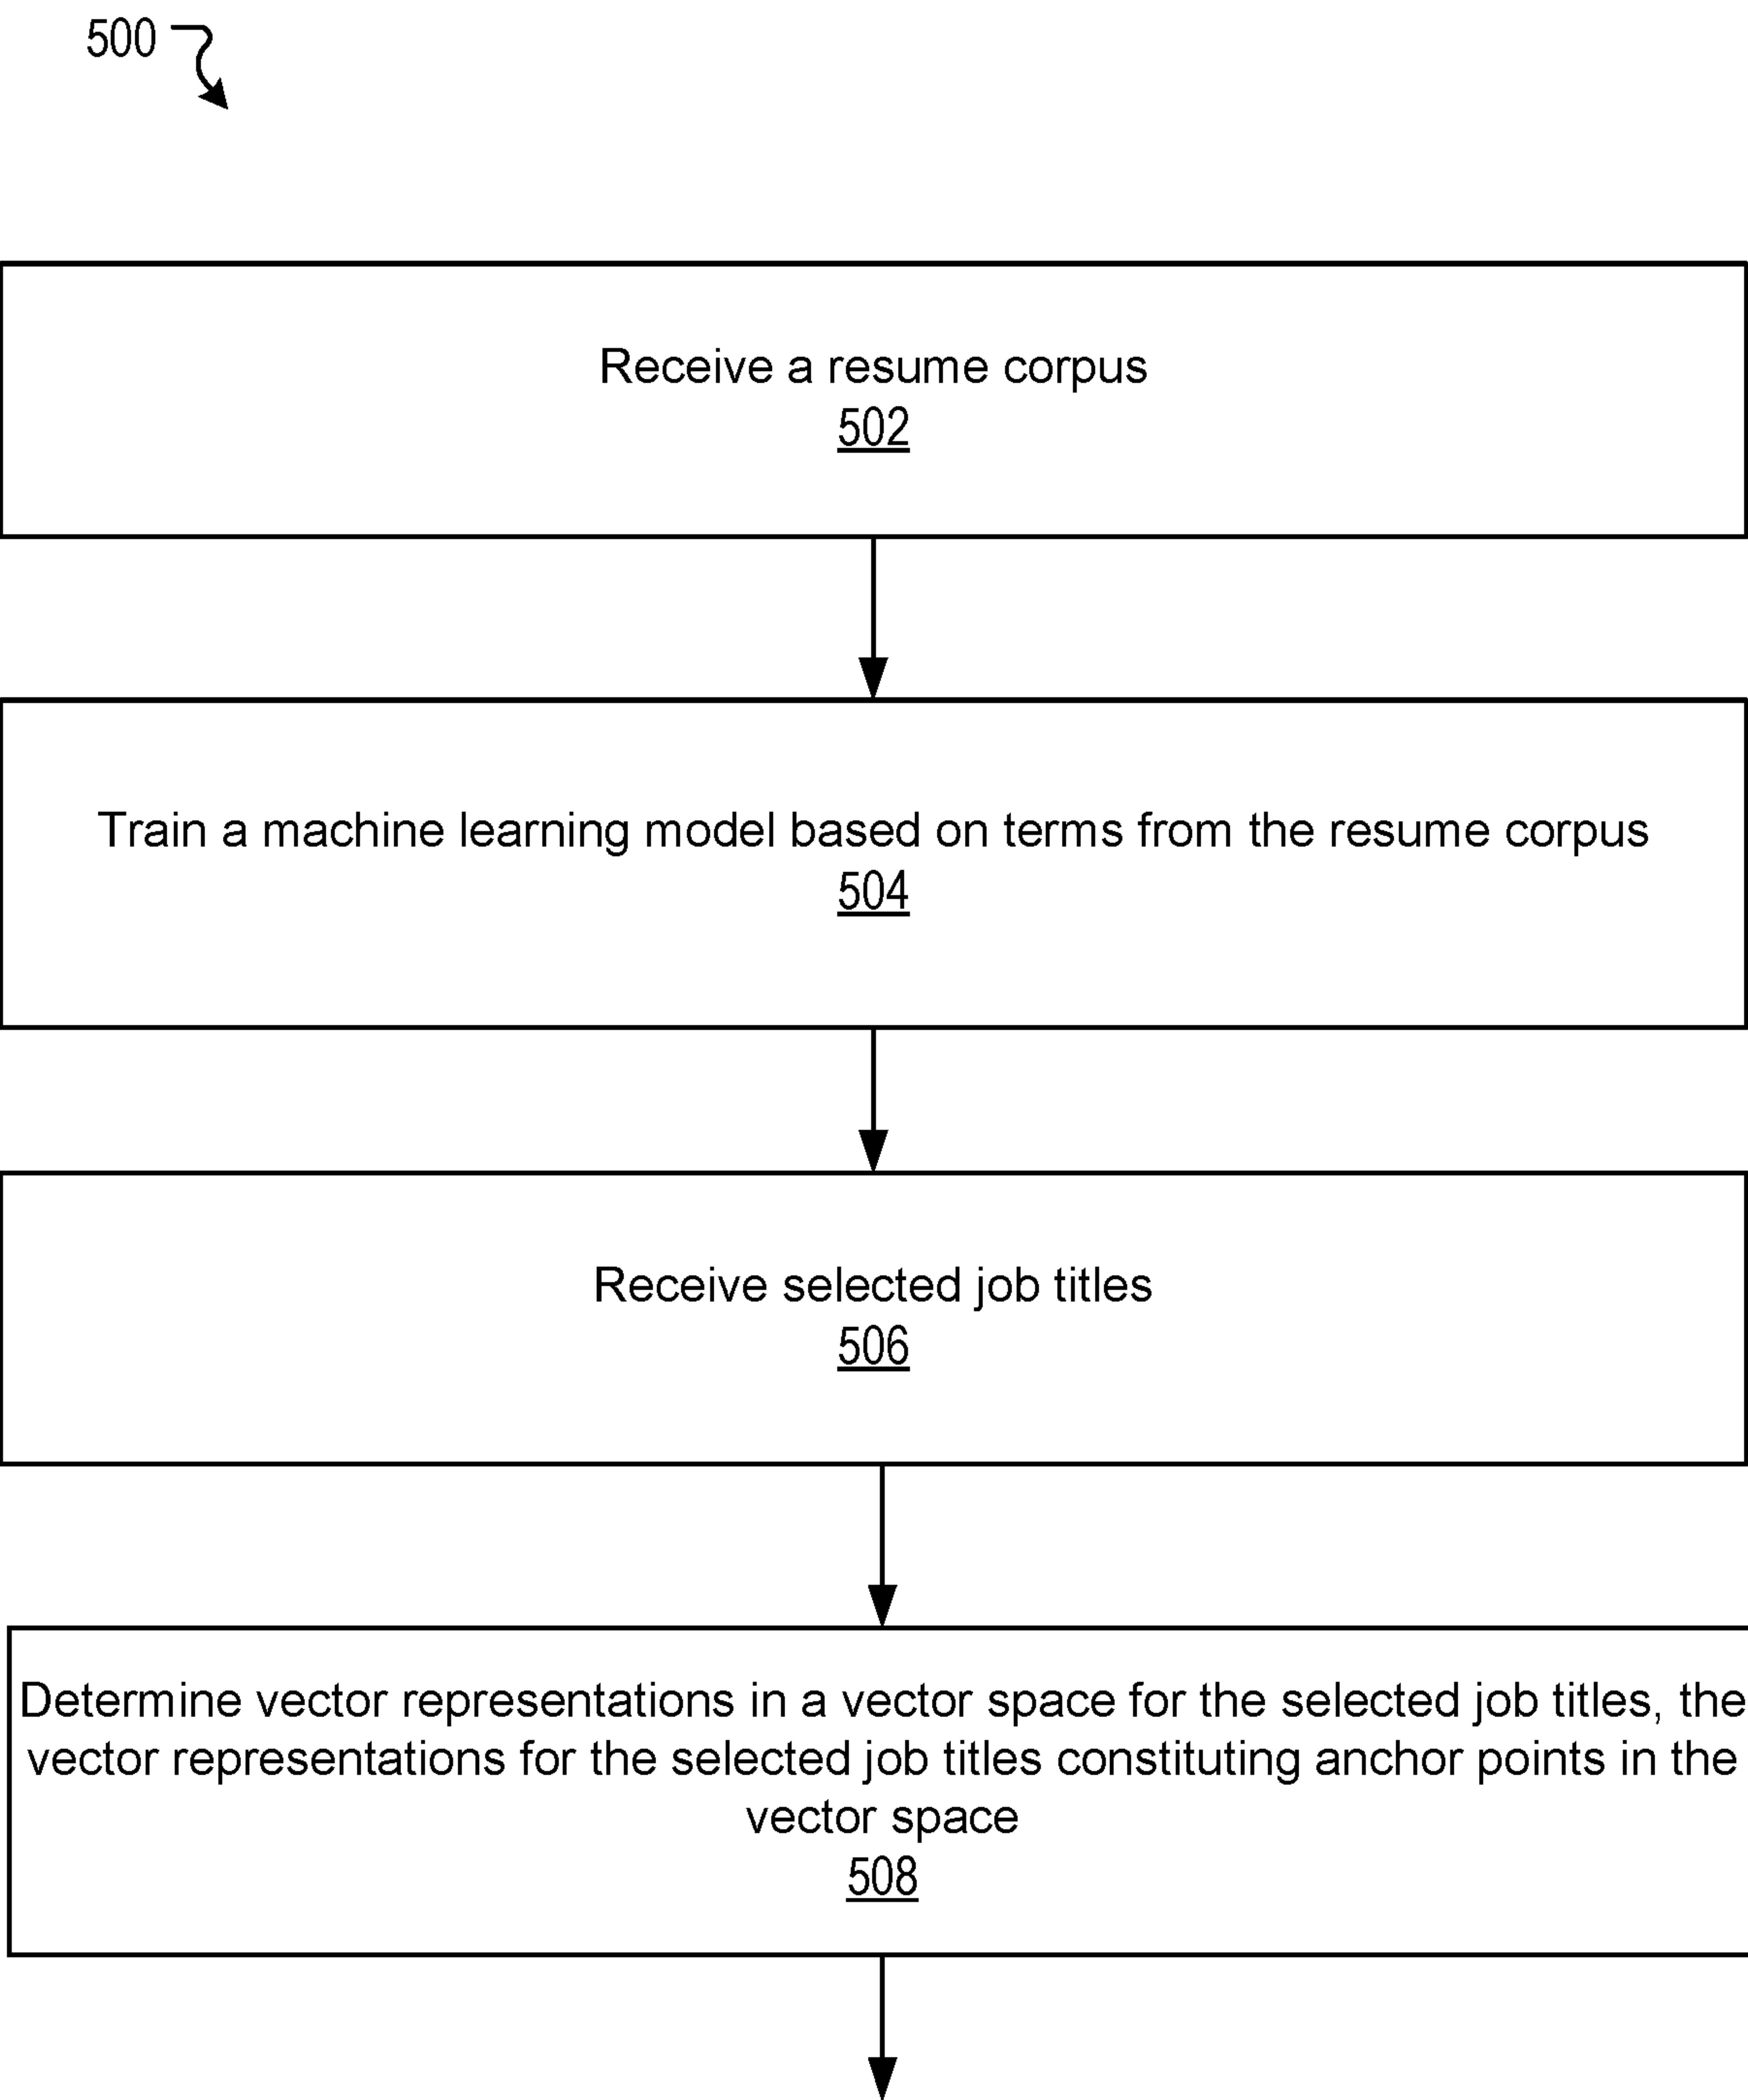 500
Receive a resume corpus
502
Train a machine learning model based on terms from the resume corpus
504
Receive selected job titles
506
Determine vector representations in a vector space for the selected job titles, the
vector representations for the selected job titles constituting anchor points in the
vector space
508